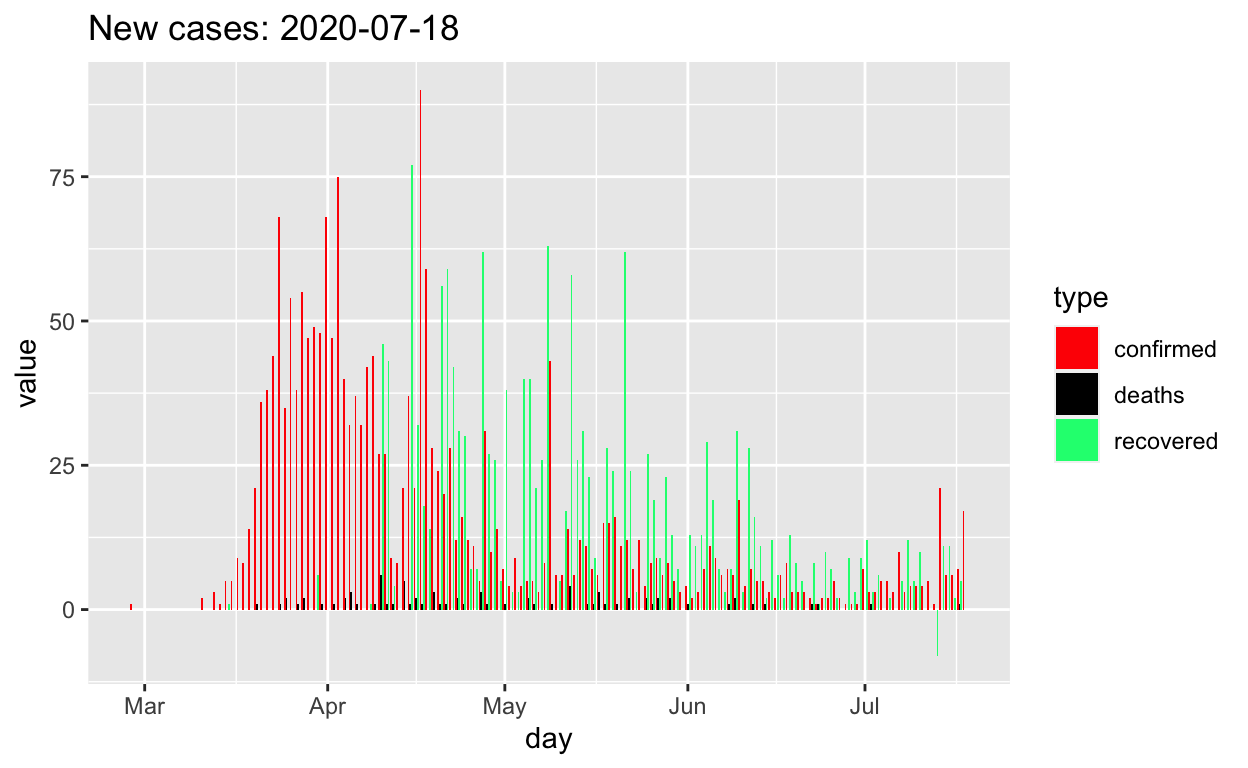 New cases: 2020-07-18
value
75
50
25
0
Mar Apr May Jun Jul
day
type
confirmed
deaths
recovered